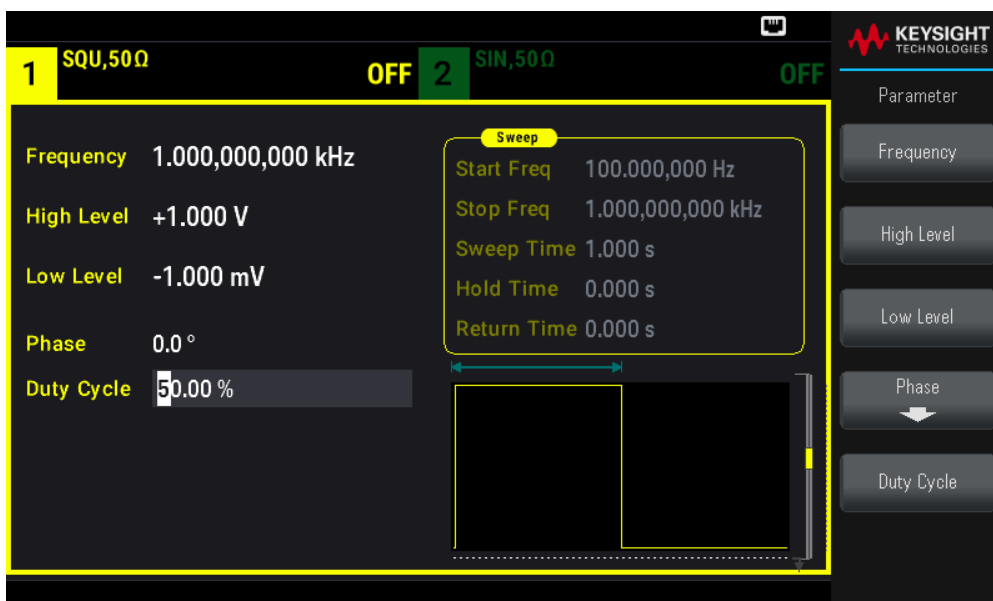 KEYSIGHT
TECHNOLOGIES
1 SQU,50Ω OFF 2 SIN,50Ω OFF
Parameter
Frequency 1.000,000,000 kHz
High Level +1.000 V
Low Level -1.000 mV
Phase 0.0 °
Duty Cycle 50.00 %
Sweep
Start Freq 100.000,000 Hz
Stop Freq 1.000,000,000 kHz
Sweep Time 1.000 s
Hold Time 0.000 s
Return Time 0.000 s
Frequency
High Level
Low Level
Phase
Duty Cycle